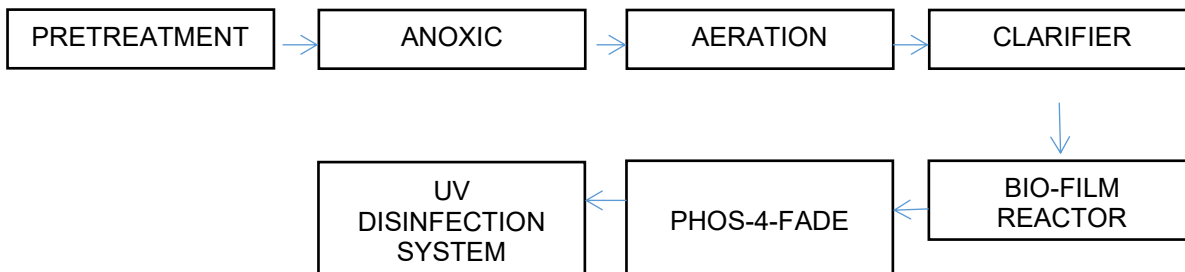 PRETREATMENT
ANOXIC
AERATION
CLARIFIER
BIO-FILM
REACTOR
PHOS-4-FADE
UV
DISINFECTION
SYSTEM